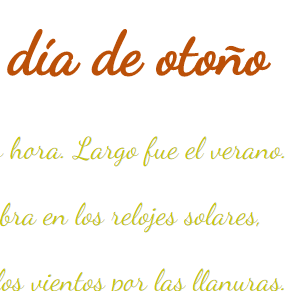 día de otoño
hora. Largo fue el verano.
bra en los relojes solares,
los vientos por las llanuras.